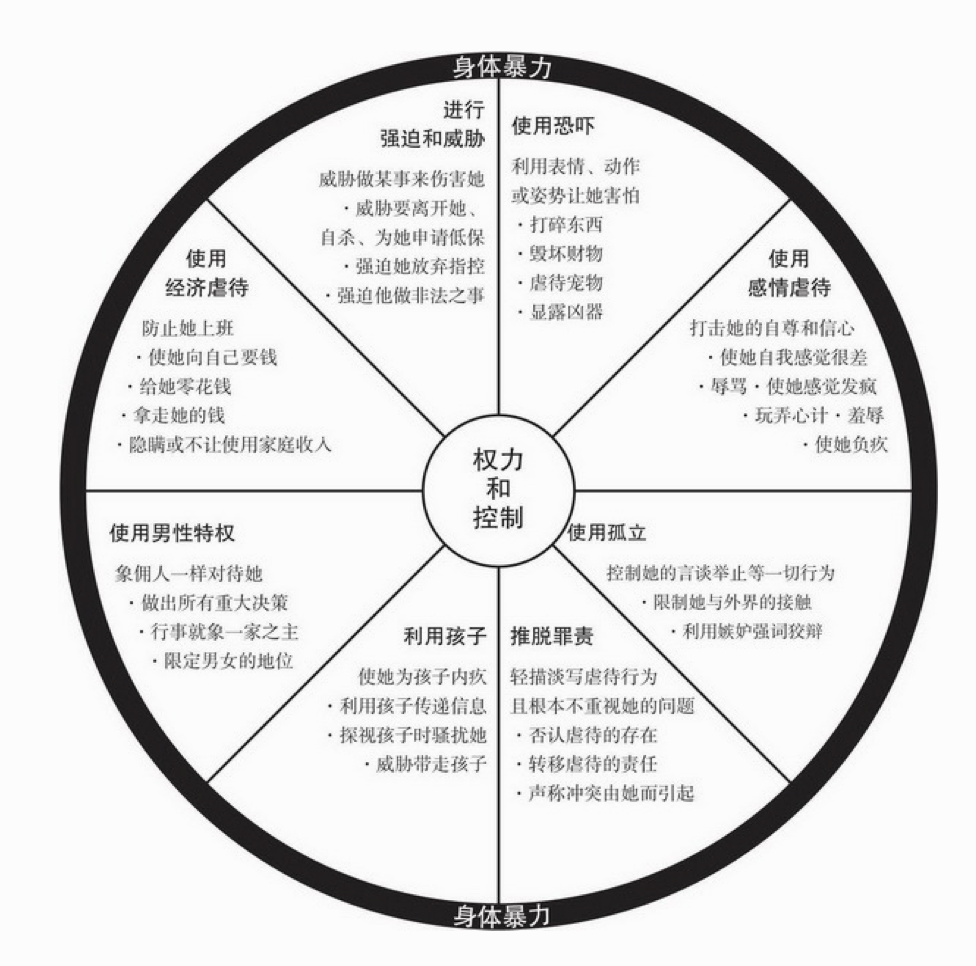 身体暴力
进行
强迫和威胁
威胁做某事来伤害她
·威胁要离开她、
自杀、为她申请低保
·强迫她放弃指控
·强迫他做非法之事
使用恐吓
利用表情、动作
或姿势让她害怕
·打碎东西
·毁坏财物
·虐待宠物
·显露凶器
使用
经济虐待
防止她上班
·使她向自己要钱
·给她零花钱
·拿走她的钱
·隐瞒或不让使用家庭收入
使用
感情虐待
打击她的自尊和信心
·使她自我感觉很差
·辱骂·使她感觉发疯
·玩弄心计·羞辱
·使她负疚
权力
和
控制
使用男性特权
象佣人一样对待她
·做出所有重大决策
·行事就象一家之主
·限定男女的地位
使用孤立
控制她的言谈举止等一切行为
·限制她与外界的接触
·利用嫉妒强词狡辩
利用孩子
使她为孩子内疚
·利用孩子传递信息
·探视孩子时骚扰她
·威胁带走孩子
推脱罪责
轻描淡写虐待行为
且根本不重视她的问题
·否认虐待的存在
·转移虐待的责任
·声称冲突由她而引起
身体暴力